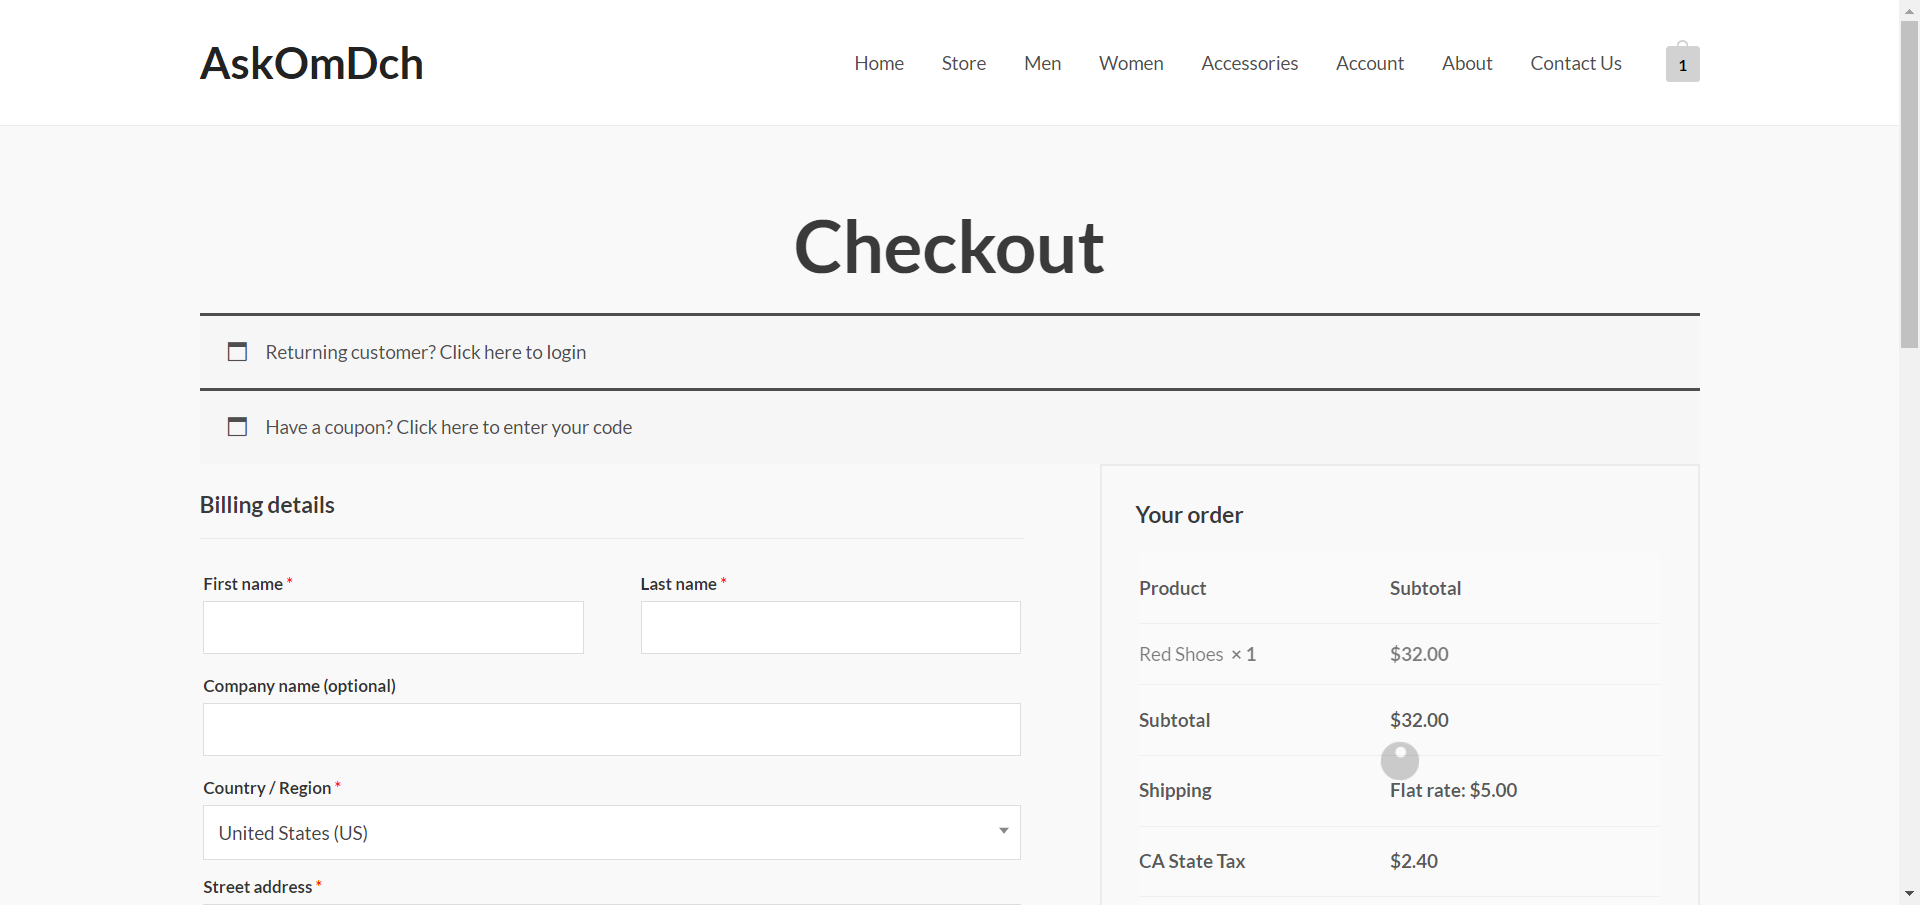 AskOmDch
Home Store Men Women Accessories Account About Contact Us 1
Checkout
Returning customer? Click here to login
Have a coupon? Click here to enter your code
Billing details
First name *
Last name *
Company name (optional)
Country / Region *
United States (US)
Street address *
Your order
Product Subtotal
Red Shoes × 1 $32.00
Subtotal $32.00
Shipping Flat rate: $5.00
CA State Tax $2.40